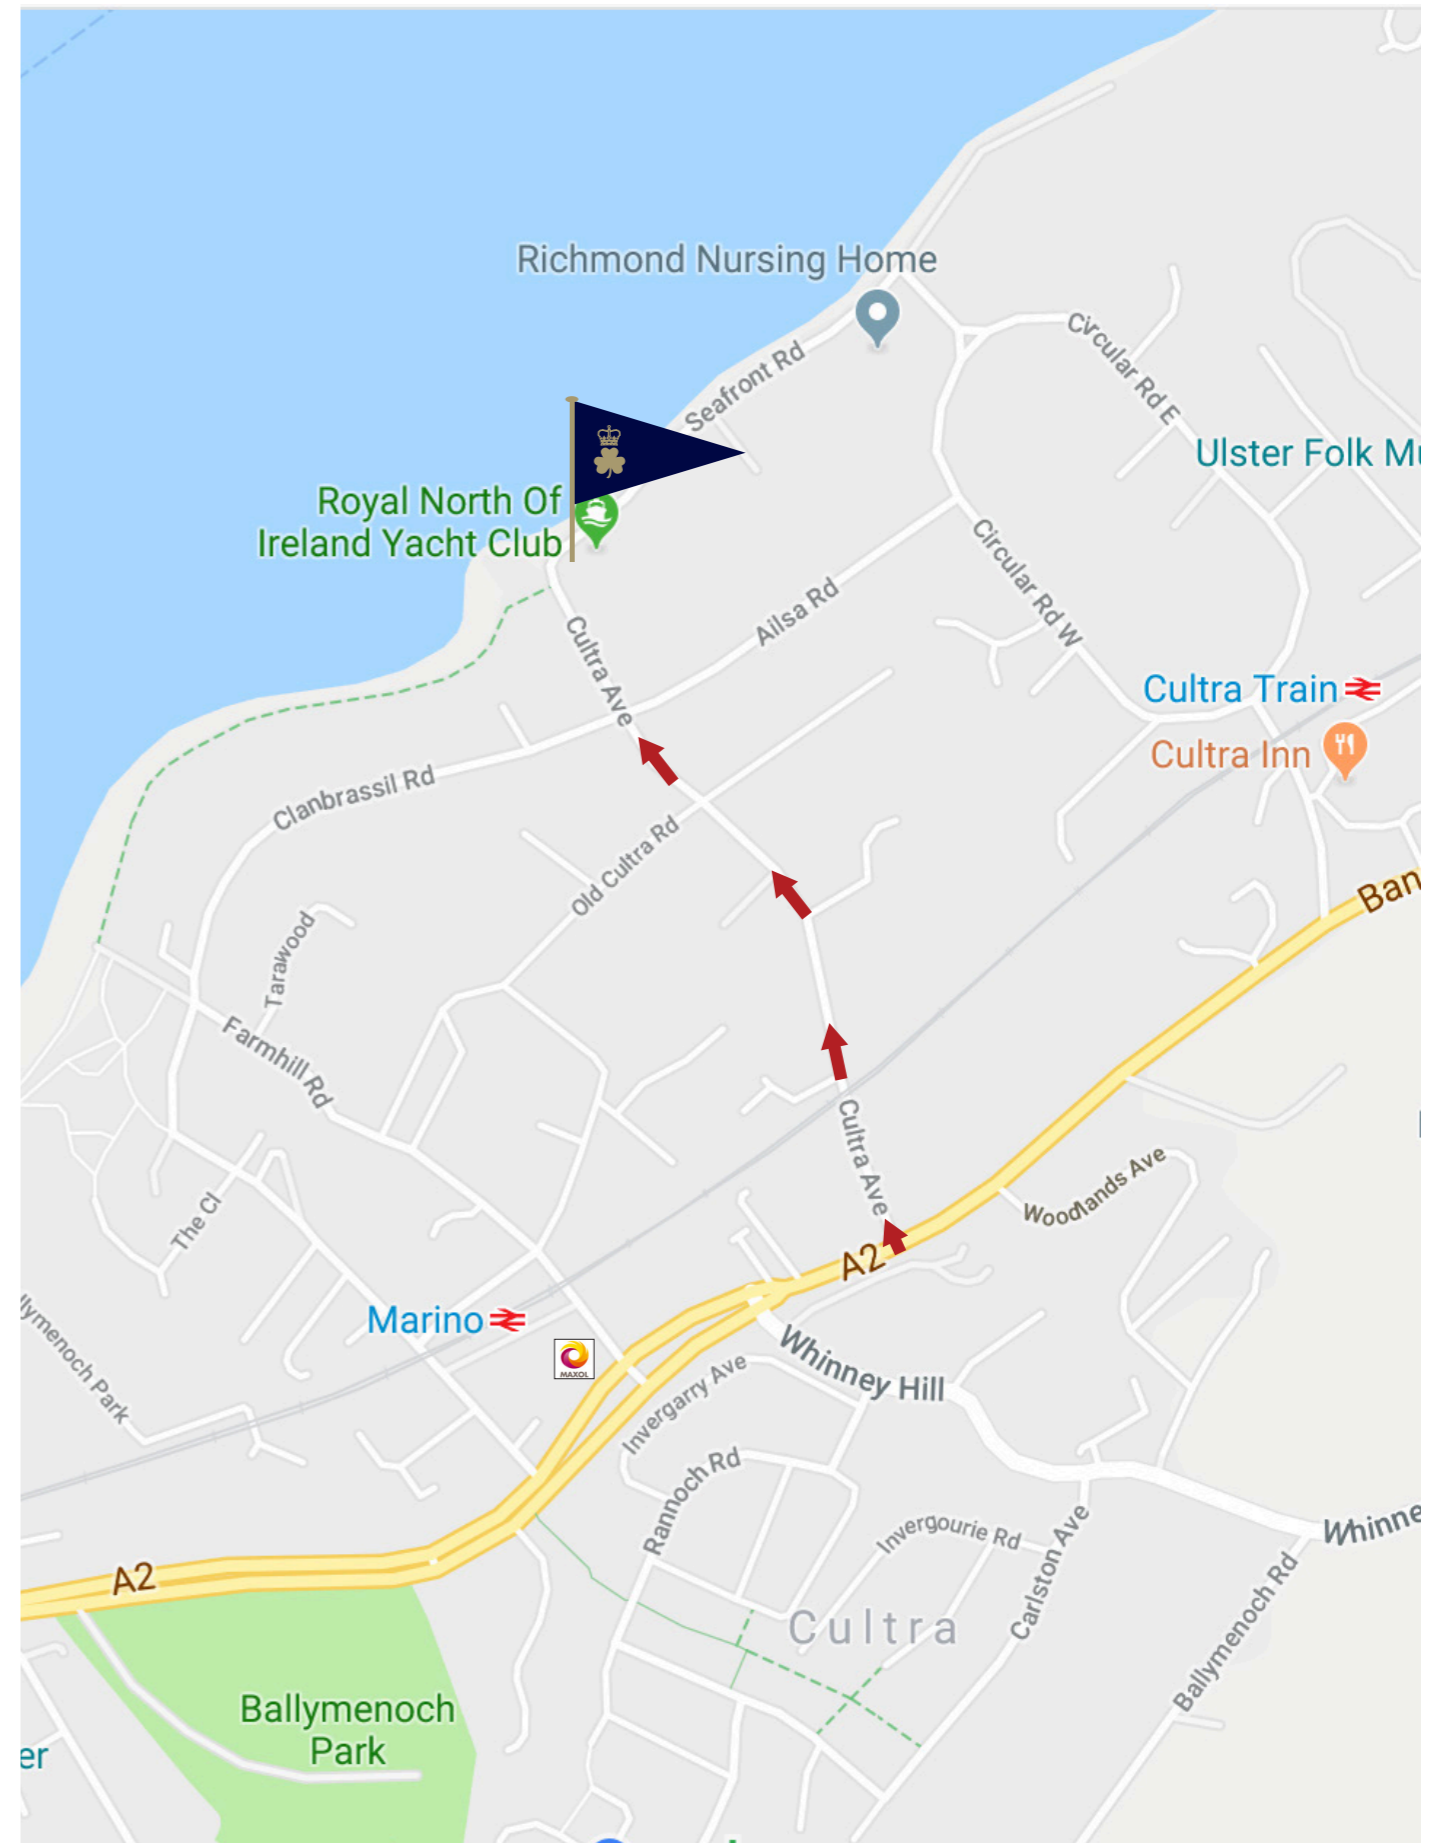 Richmond Nursing Home
Seafront Rd
Circular Rd E
Ulster Folk Mu
Royal North Of
Ireland Yacht Club
Circular Rd W
Ailsa Rd
Cultra Ave
Cultra Train
Cultra Inn
Clanbrassil Rd
Old Cultra Rd
Ban
Tarawood
Farmhill Rd
Cultra Ave
Woodlands Ave
The Cl
A2
Marino
MAXOL
Whinney Hill
llymenoch Park
Invergarry Ave
Rannoch Rd
Invergourie Rd
Carlston Ave
Whinne
A2
Ballymenoch Rd
Cultra
Ballymenoch
Park
er